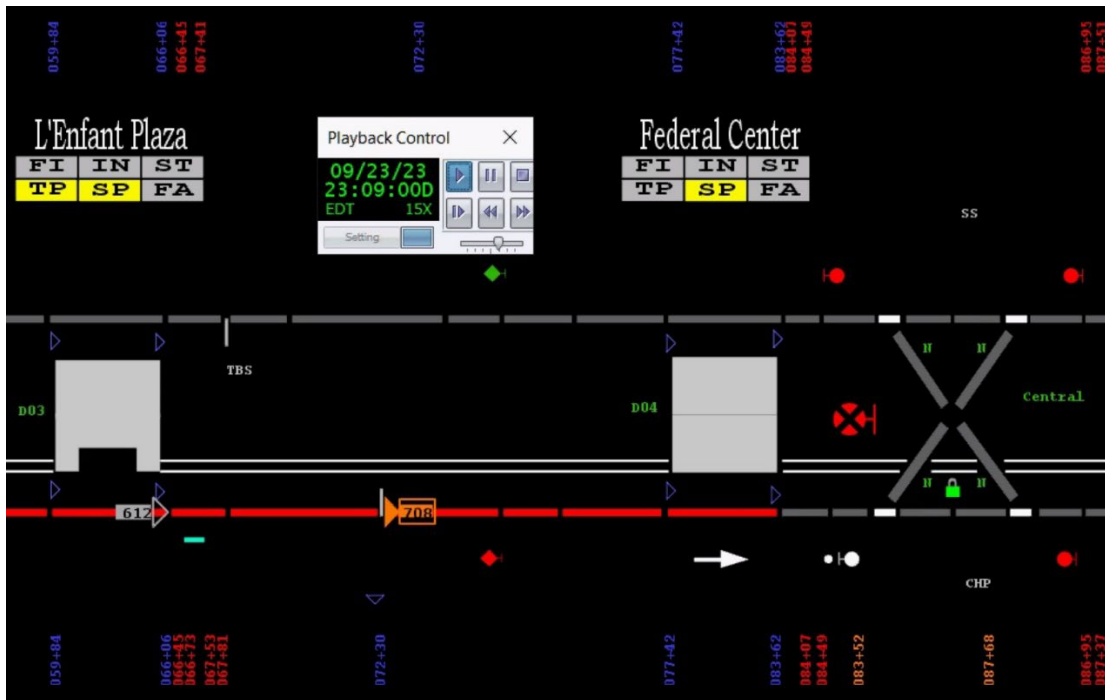 059+84
066+06
066+45
067+41
072+30
077+42
083+62
084+07
084+49
086+95
087+51
L'Enfant Plaza
FI IN ST
TP SP FA
Playback Control
09/23/23
23:09:00D
EDT 15X
Setting
Federal Center
FI IN ST
TP SP FA
SS
TBS
N N
D03
D04
Central
N N
612
708
CHP
059+84
066+06
066+45
066+73
067+53
067+81
072+30
077+42
083+62
084+07
084+49
083+52
087+68
086+95
087+37